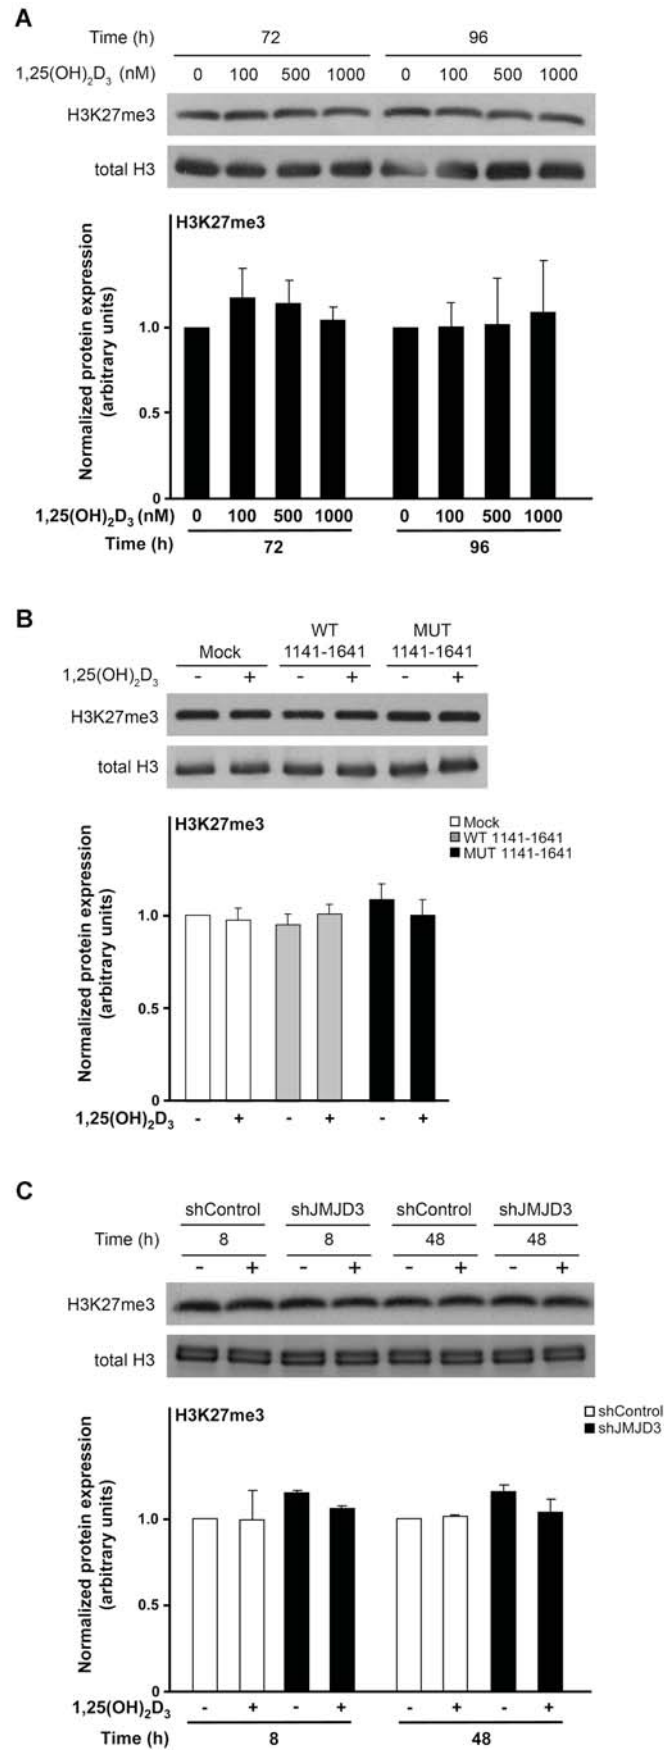 A
Time (h) 72 96
1,25(OH)₂D₃ (nM) 0 100 500 1000 0 100 500 1000
H3K27me3
total H3
H3K27me3
Normalized protein expression
(arbitrary units)
1.0
0.5
0
1,25(OH)₂D₃ (nM) 0 100 500 1000 0 100 500 1000
Time (h) 72 96
B
WT MUT
Mock 1141-1641 1141-1641
1,25(OH)₂D₃ - + - + - +
H3K27me3
total H3
H3K27me3
Mock
WT 1141-1641
MUT 1141-1641
Normalized protein expression
(arbitrary units)
1.0
0.5
0
1,25(OH)₂D₃ - + - + - +
C
shControl shJMJD3 shControl shJMJD3
Time (h) 8 8 48 48
- + - + - + - +
H3K27me3
total H3
H3K27me3
shControl
shJMJD3
Normalized protein expression
(arbitrary units)
1.0
0.5
0
1,25(OH)₂D₃ - + - + - + - +
Time (h) 8 48